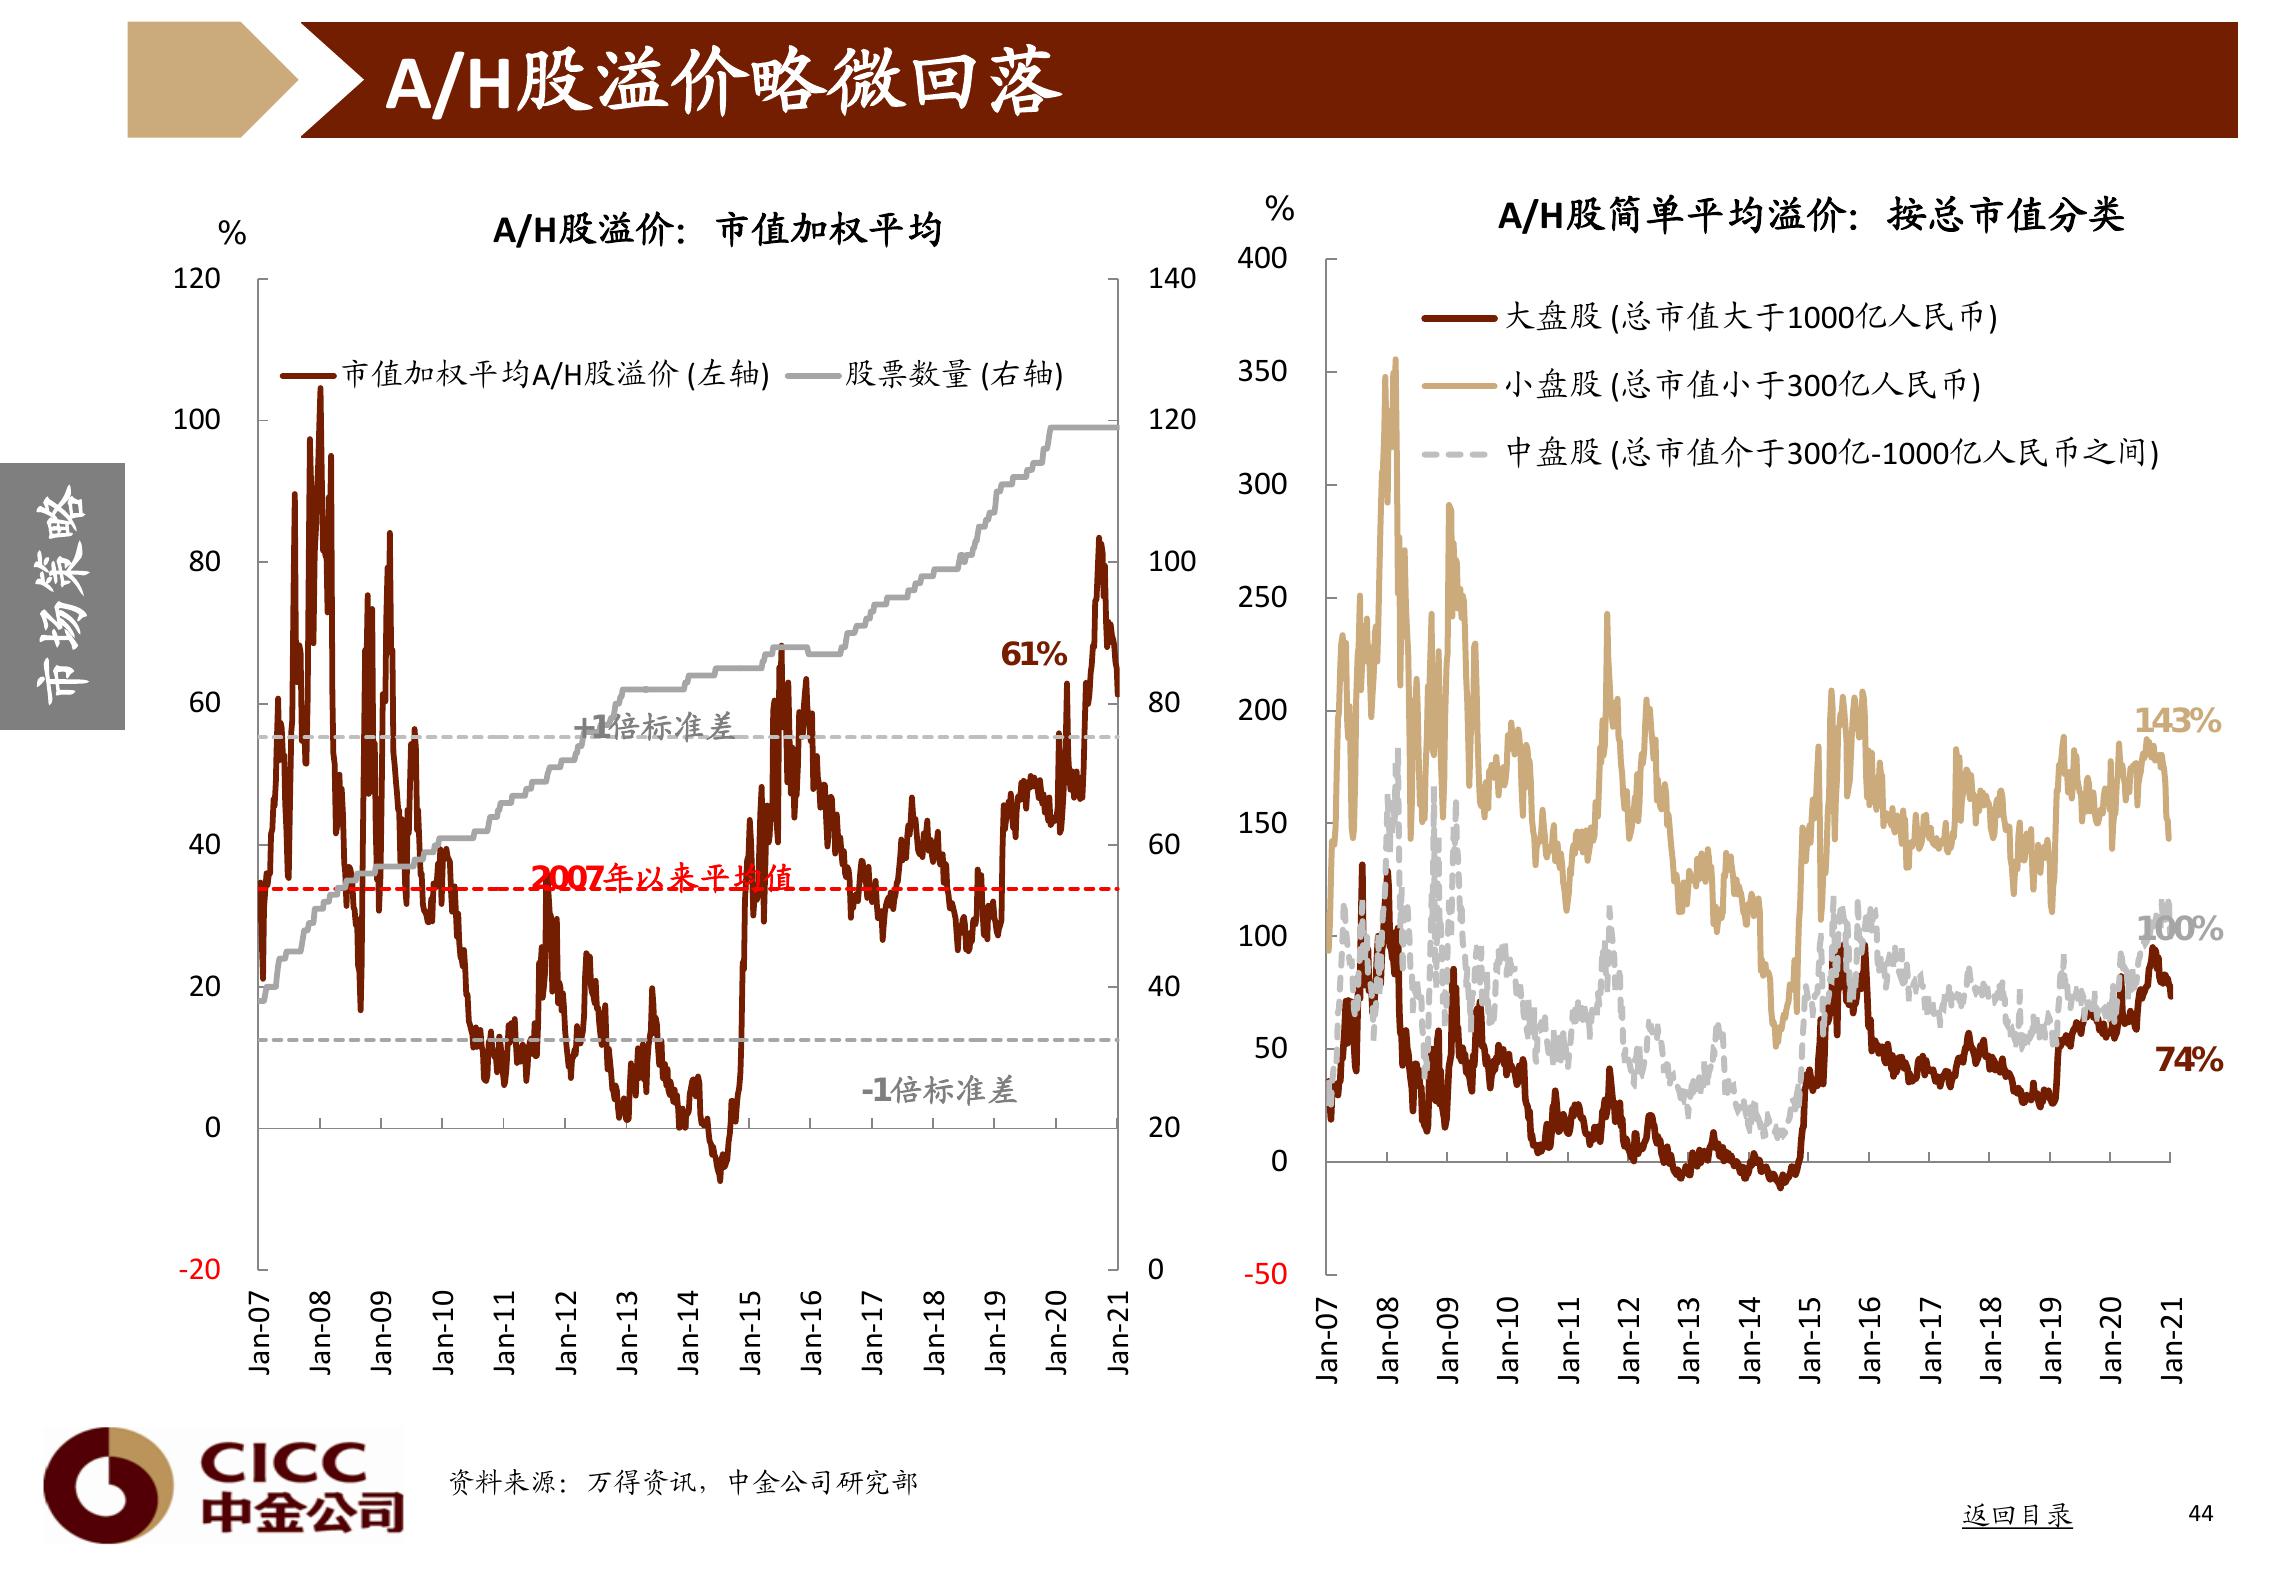 A/H股溢价略微回落
市场策略
%
A/H股溢价：市值加权平均
120
100
80
60
40
20
0
-20
140
120
100
80
60
40
20
0
市值加权平均A/H股溢价 (左轴)
股票数量 (右轴)
61%
+1倍标准差
2007年以来平均值
-1倍标准差
Jan-07
Jan-08
Jan-09
Jan-10
Jan-11
Jan-12
Jan-13
Jan-14
Jan-15
Jan-16
Jan-17
Jan-18
Jan-19
Jan-20
Jan-21
%
A/H股简单平均溢价：按总市值分类
400
350
300
250
200
150
100
50
0
-50
大盘股 (总市值大于1000亿人民币)
小盘股 (总市值小于300亿人民币)
中盘股 (总市值介于300亿-1000亿人民币之间)
143%
100%
74%
Jan-07
Jan-08
Jan-09
Jan-10
Jan-11
Jan-12
Jan-13
Jan-14
Jan-15
Jan-16
Jan-17
Jan-18
Jan-19
Jan-20
Jan-21
CICC
中金公司
资料来源：万得资讯，中金公司研究部
返回目录
44